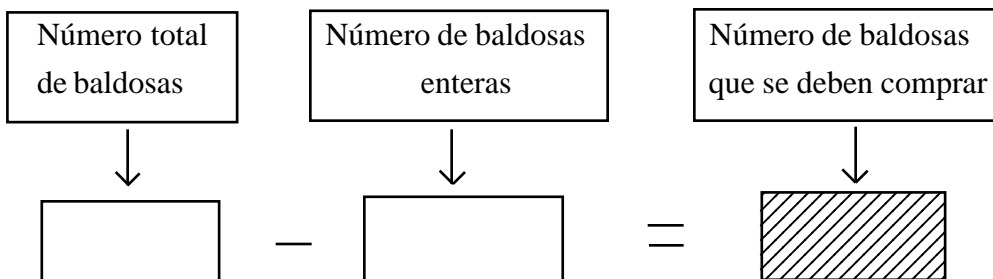 Número total
de baldosas
Número de baldosas
enteras
Número de baldosas
que se deben comprar
— =